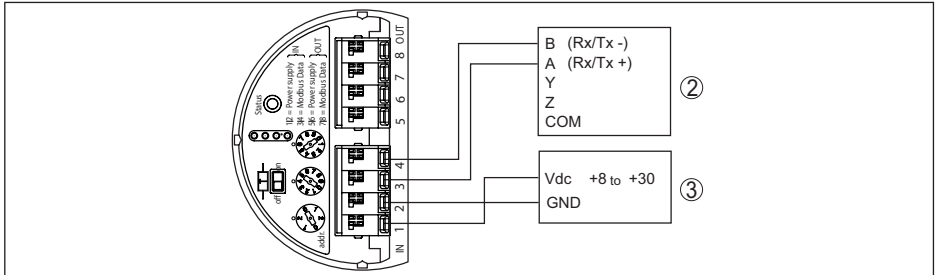 OUT
8
7
6
5
4
3
2
1
IN
Status
1|2 = Power supply } IN
3|4 = Modbus Data
5|6 = Power supply } OUT
7|8 = Modbus Data
on
off
addr.
B (Rx/Tx -)
A (Rx/Tx +)
Y
Z
COM
②
Vdc +8 to +30
GND
③